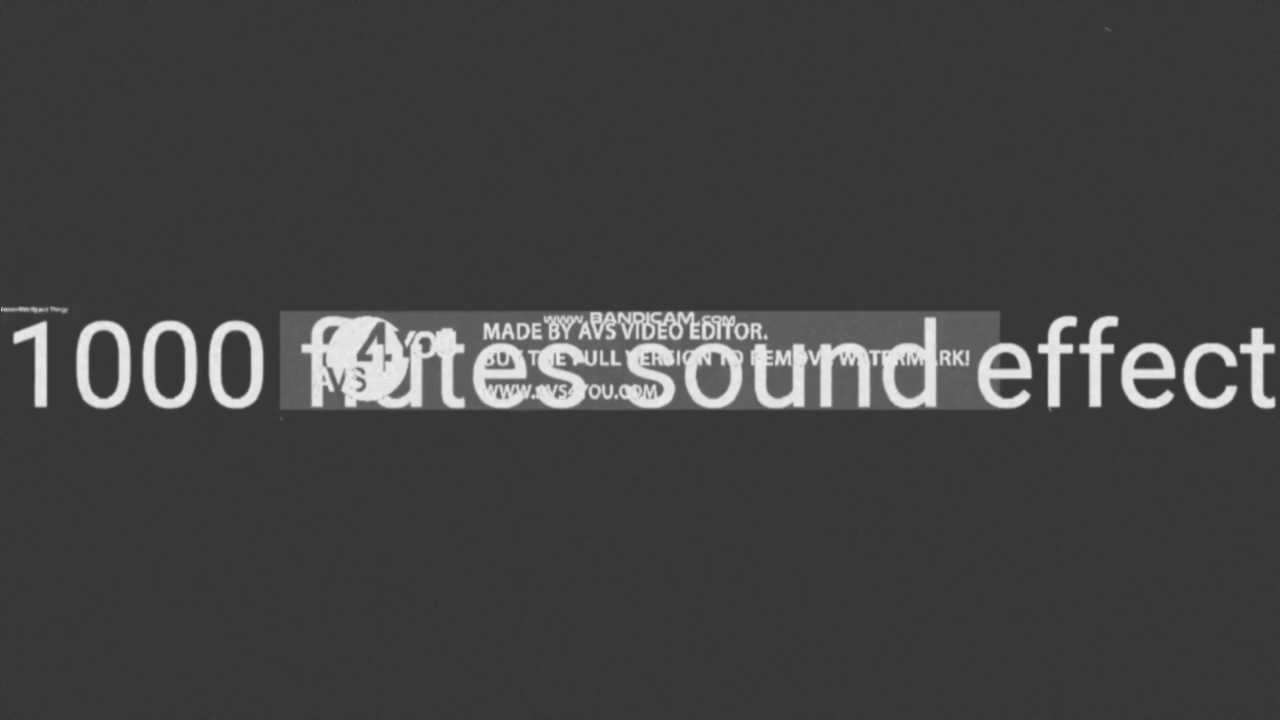 www.BANDICAM.com
1000 flutes sound effect
AVS4YOU
MADE BY AVS VIDEO EDITOR.
BUY THE FULL VERSION TO REMOVE WATERMARK!
WWW.AVS4YOU.COM